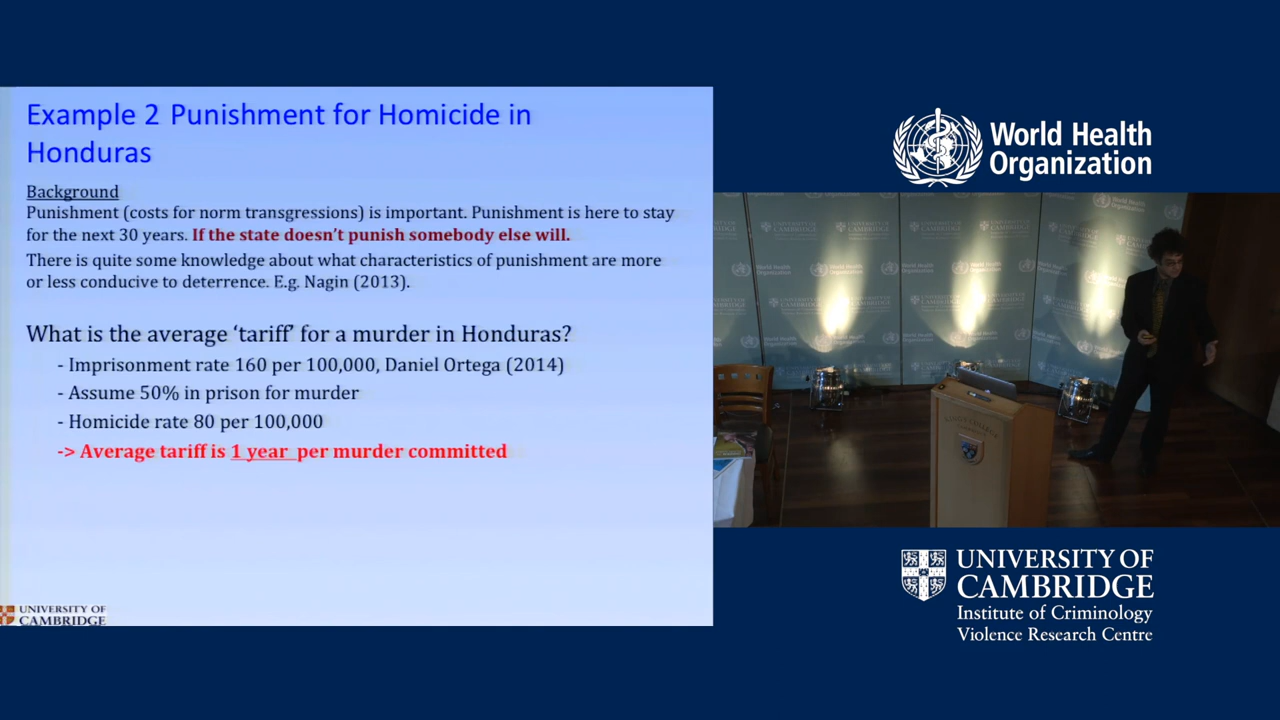 Example 2 Punishment for Homicide in
Honduras
Background
Punishment (costs for norm transgressions) is important. Punishment is here to stay
for the next 30 years. If the state doesn't punish somebody else will.
There is quite some knowledge about what characteristics of punishment are more
or less conducive to deterrence. E.g. Nagin (2013).
What is the average ‘tariff’ for a murder in Honduras?
- Imprisonment rate 160 per 100,000, Daniel Ortega (2014)
- Assume 50% in prison for murder
- Homicide rate 80 per 100,000
-> Average tariff is 1 year per murder committed
UNIVERSITY OF
CAMBRIDGE
World Health
Organization
UNIVERSITY OF
CAMBRIDGE
Institute of Criminology
Violence Research Centre